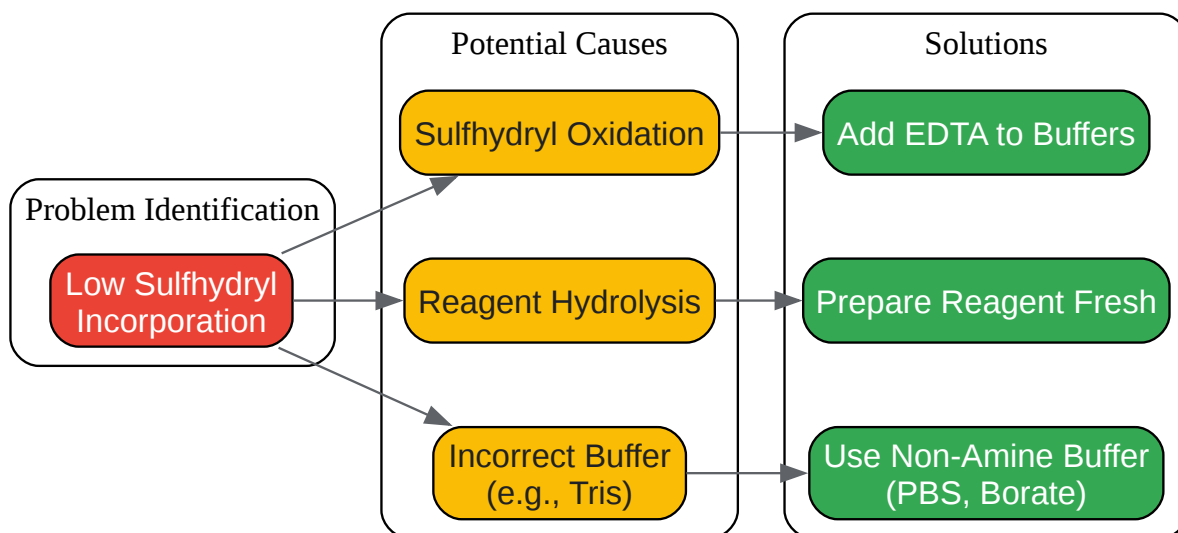 Problem Identification
Low Sulfhydryl
Incorporation
Potential Causes
Sulfhydryl Oxidation
Reagent Hydrolysis
Incorrect Buffer
(e.g., Tris)
Solutions
Add EDTA to Buffers
Prepare Reagent Fresh
Use Non-Amine Buffer
(PBS, Borate)